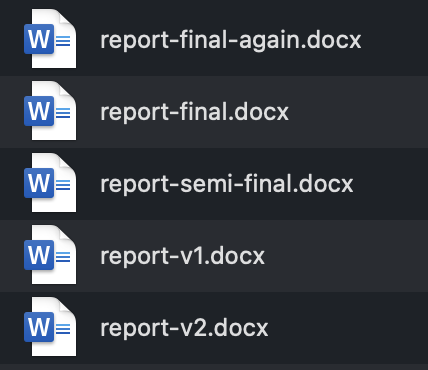 W report-final-again.docx
W report-final.docx
W report-semi-final.docx
W report-v1.docx
W report-v2.docx